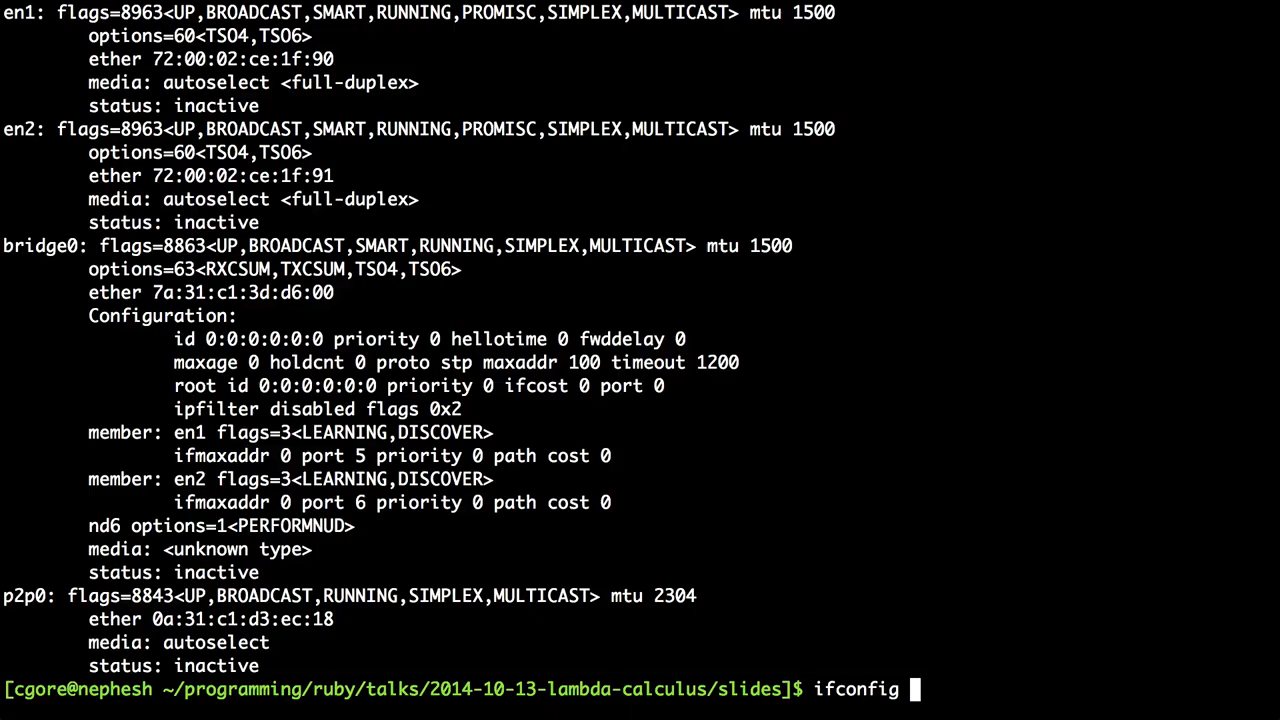 en1: flags=8963<UP,BROADCAST,SMART,RUNNING,PROMISC,SIMPLEX,MULTICAST> mtu 1500
options=60<TSO4,TSO6>
ether 72:00:02:ce:1f:90
media: autoselect <full-duplex>
status: inactive
en2: flags=8963<UP,BROADCAST,SMART,RUNNING,PROMISC,SIMPLEX,MULTICAST> mtu 1500
options=60<TSO4,TSO6>
ether 72:00:02:ce:1f:91
media: autoselect <full-duplex>
status: inactive
bridge0: flags=8863<UP,BROADCAST,SMART,RUNNING,SIMPLEX,MULTICAST> mtu 1500
options=63<RXCSUM,TXCSUM,TSO4,TSO6>
ether 7a:31:c1:3d:d6:00
Configuration:
id 0:0:0:0:0:0 priority 0 hellotime 0 fwddelay 0
maxage 0 holdcnt 0 proto stp maxaddr 100 timeout 1200
root id 0:0:0:0:0:0 priority 0 ifcost 0 port 0
ipfilter disabled flags 0x2
member: en1 flags=3<LEARNING,DISCOVER>
ifmaxaddr 0 port 5 priority 0 path cost 0
member: en2 flags=3<LEARNING,DISCOVER>
ifmaxaddr 0 port 6 priority 0 path cost 0
nd6 options=1<PERFORMNUD>
media: <unknown type>
status: inactive
p2p0: flags=8843<UP,BROADCAST,RUNNING,SIMPLEX,MULTICAST> mtu 2304
ether 0a:31:c1:d3:ec:18
media: autoselect
status: inactive
[cgore@nephesh ~/programming/ruby/talks/2014-10-13-lambda-calculus/slides]$ ifconfig